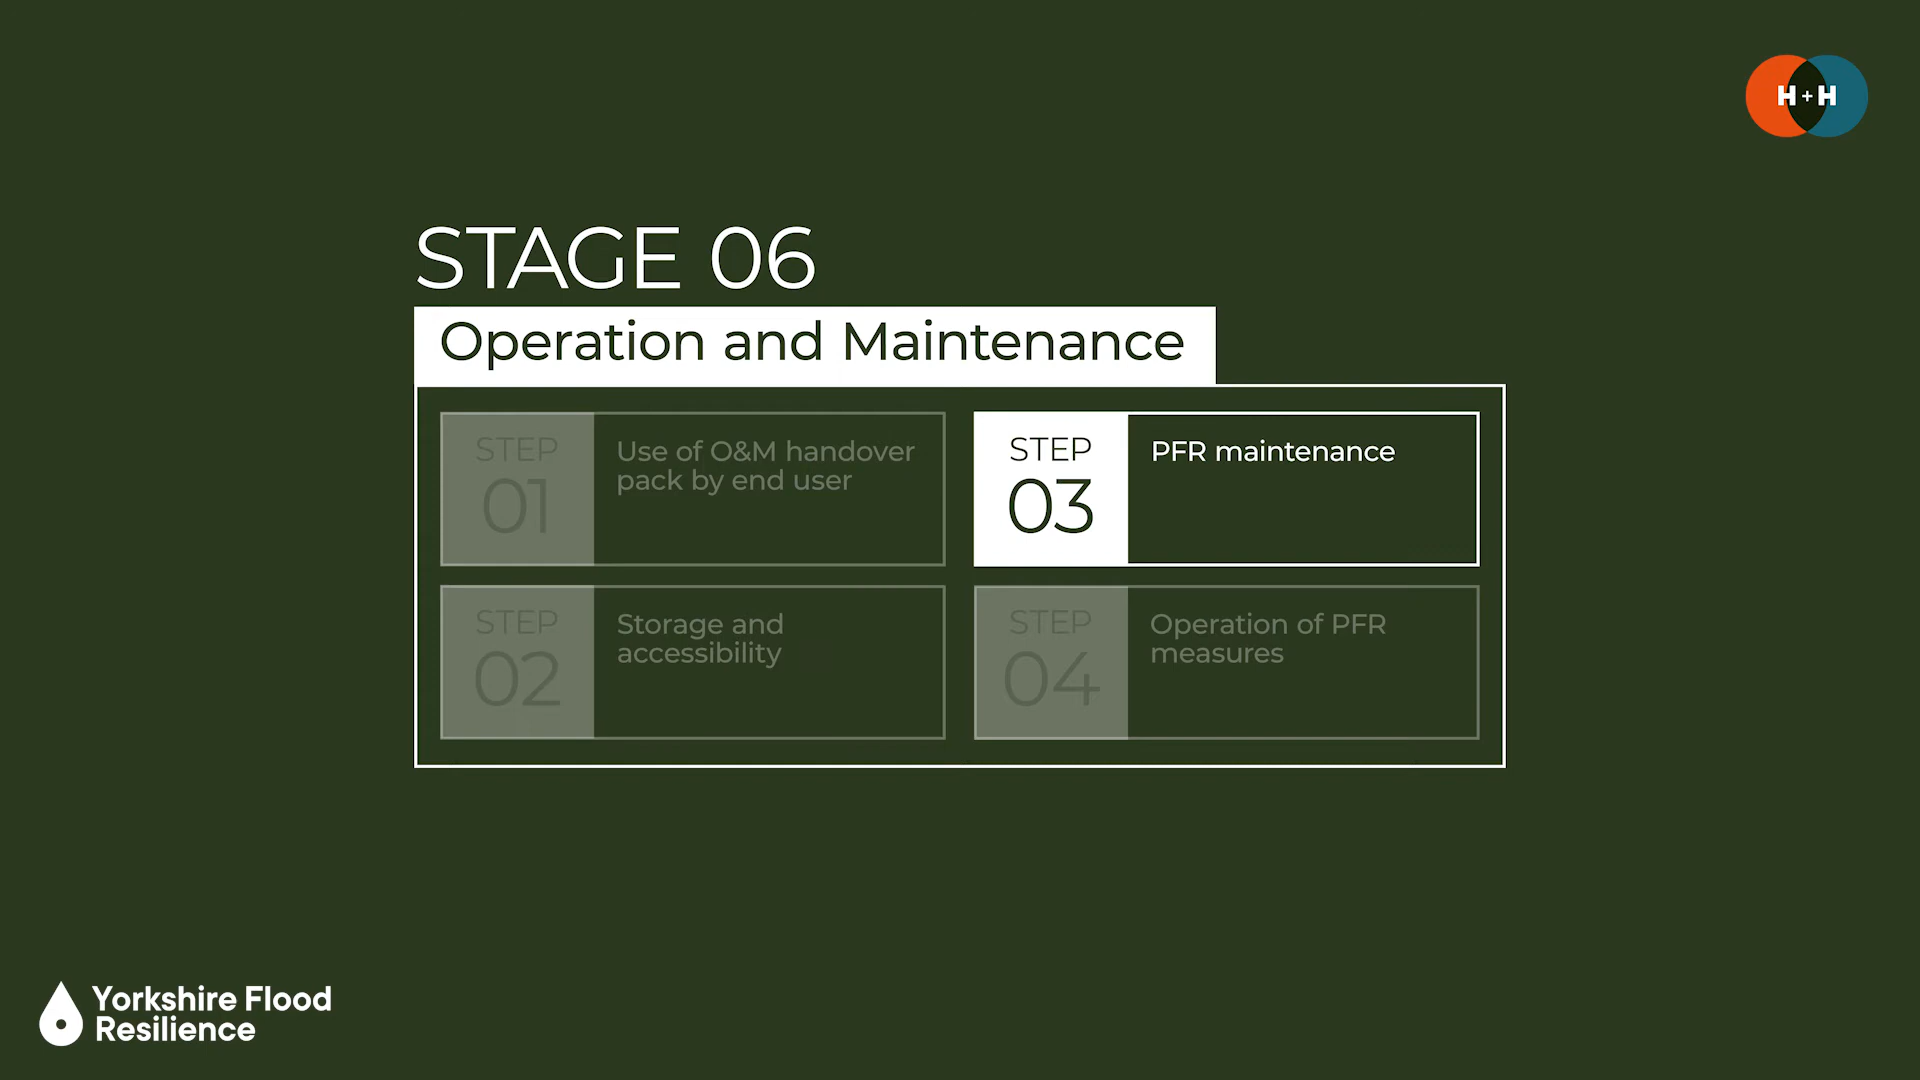 H+H
STAGE 06
Operation and Maintenance
STEP
01
Use of O&M handover
pack by end user
STEP
02
Storage and
accessibility
STEP
03
PFR maintenance
STEP
04
Operation of PFR
measures
Yorkshire Flood
Resilience